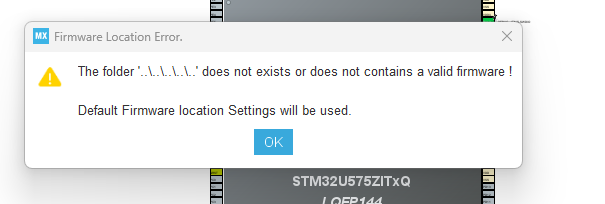 MX Firmware Location Error.
The folder '..\..\..\..\..' does not exists or does not contains a valid firmware !
Default Firmware location Settings will be used.
OK
STM32U575ZITxQ
LQFP144